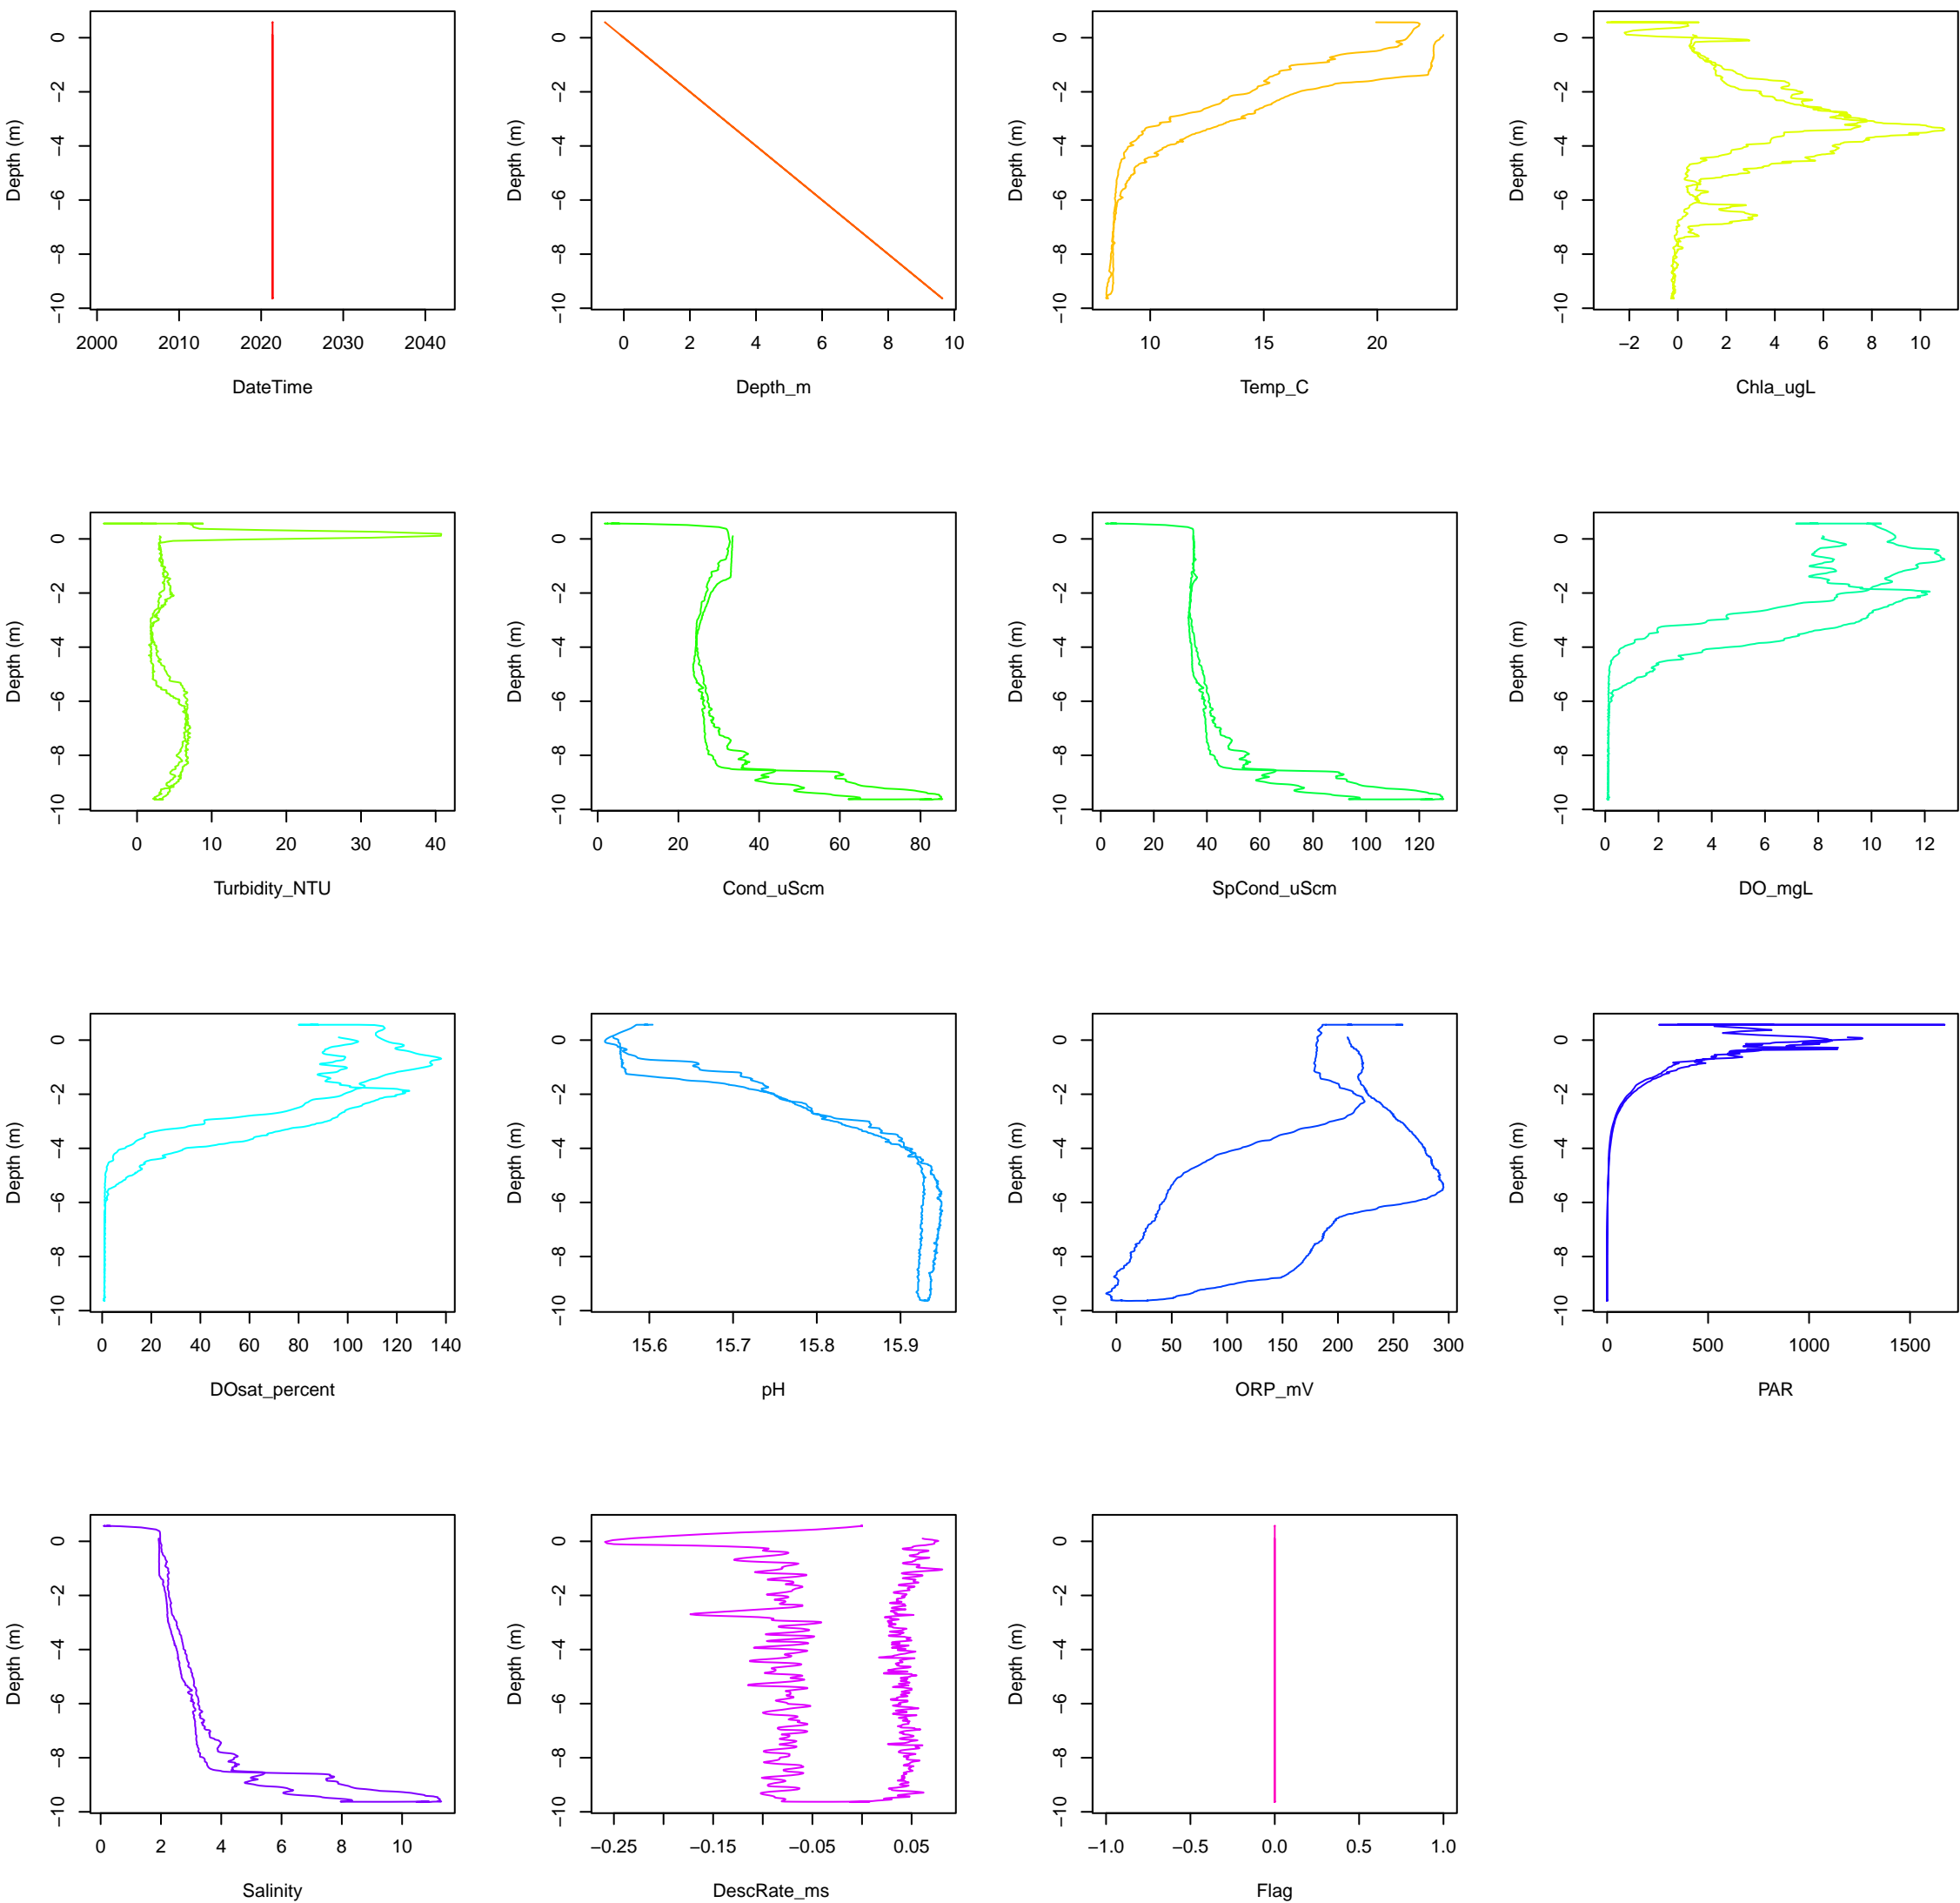 Depth (m)
0
−2
−4
−6
−8
−10
2000 2010 2020 2030 2040
DateTime
Depth (m)
0
−2
−4
−6
−8
−10
0 2 4 6 8 10
Depth_m
Depth (m)
0
−2
−4
−6
−8
−10
10 15 20
Temp_C
Depth (m)
0
−2
−4
−6
−8
−10
−2 0 2 4 6 8 10
Chla_ugL
Depth (m)
0
−2
−4
−6
−8
−10
0 10 20 30 40
Turbidity_NTU
Depth (m)
0
−2
−4
−6
−8
−10
0 20 40 60 80
Cond_uScm
Depth (m)
0
−2
−4
−6
−8
−10
0 20 40 60 80 100 120
SpCond_uScm
Depth (m)
0
−2
−4
−6
−8
−10
0 2 4 6 8 10 12
DO_mgL
Depth (m)
0
−2
−4
−6
−8
−10
0 20 40 60 80 100 120 140
DOsat_percent
Depth (m)
0
−2
−4
−6
−8
−10
15.6 15.7 15.8 15.9
pH
Depth (m)
0
−2
−4
−6
−8
−10
0 50 100 150 200 250 300
ORP_mV
Depth (m)
0
−2
−4
−6
−8
−10
0 500 1000 1500
PAR
Depth (m)
0
−2
−4
−6
−8
−10
0 2 4 6 8 10
Salinity
Depth (m)
0
−2
−4
−6
−8
−10
−0.25 −0.15 −0.05 0.05
DescRate_ms
Depth (m)
0
−2
−4
−6
−8
−10
−1.0 −0.5 0.0 0.5 1.0
Flag